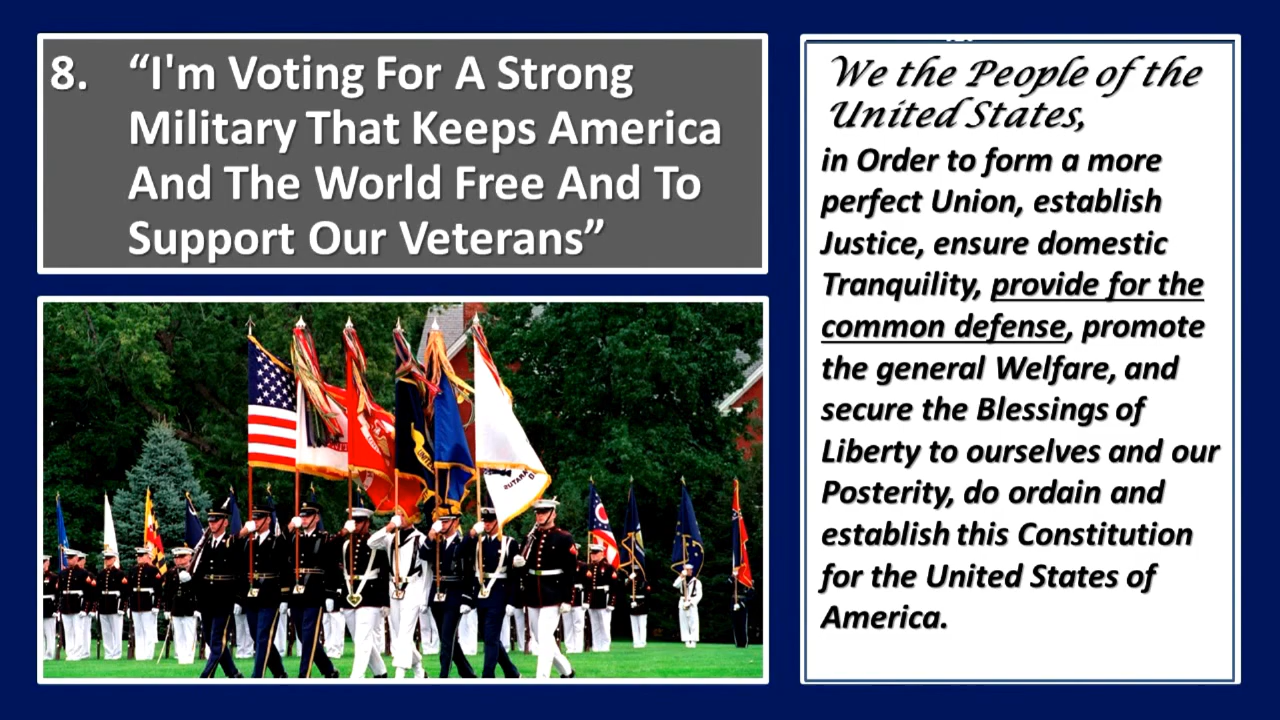 8. “I'm Voting For A Strong
Military That Keeps America
And The World Free And To
Support Our Veterans”
We the People of the
United States,
in Order to form a more
perfect Union, establish
Justice, ensure domestic
Tranquility, provide for the
common defense, promote
the general Welfare, and
secure the Blessings of
Liberty to ourselves and our
Posterity, do ordain and
establish this Constitution
for the United States of
America.